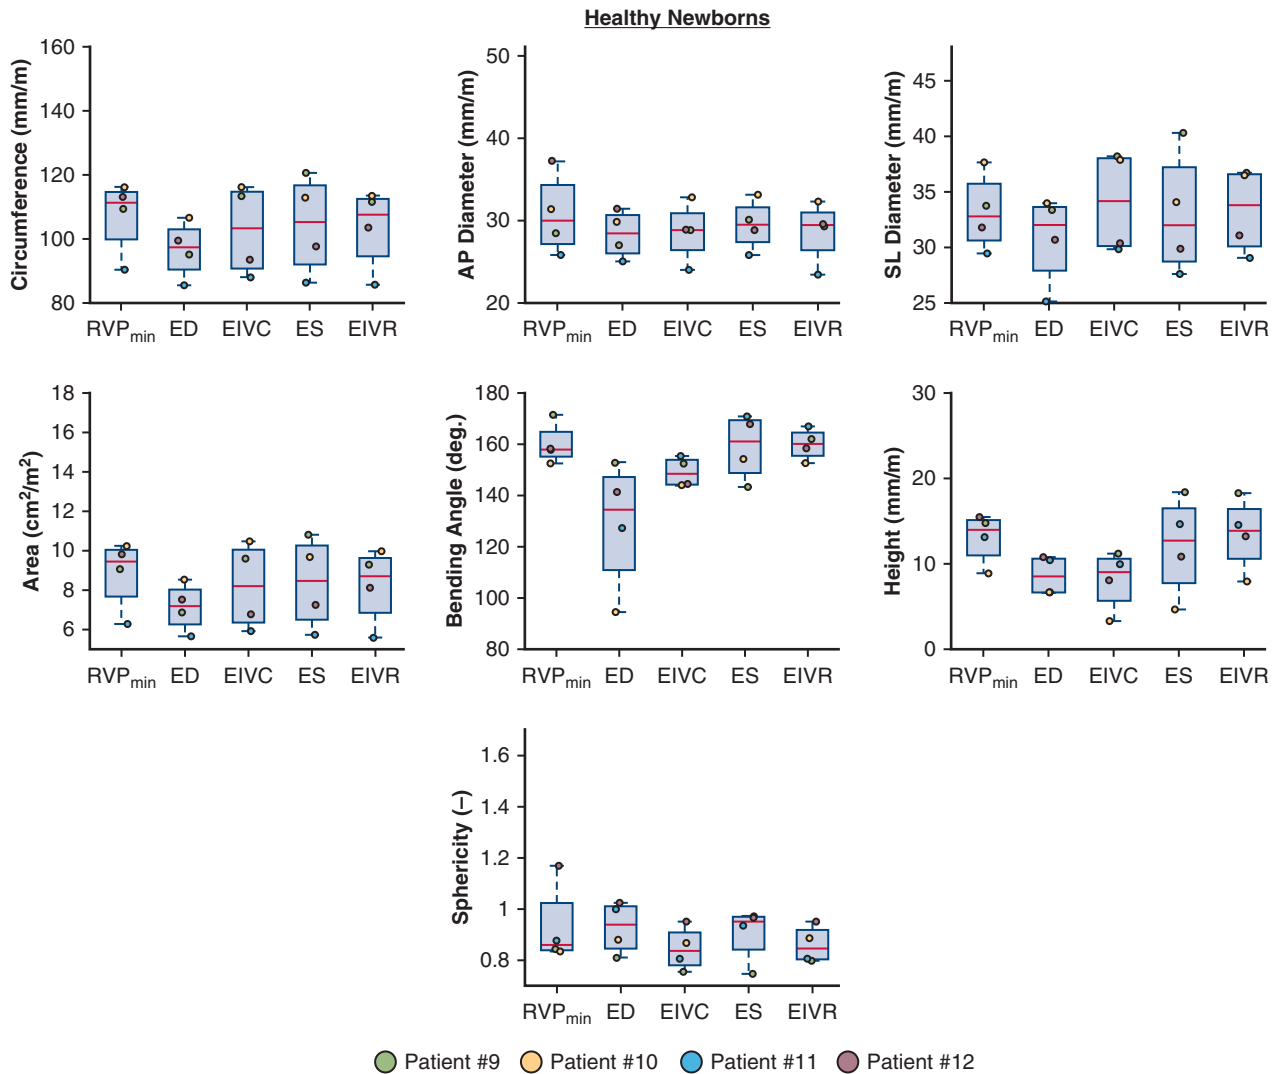 Healthy Newborns
Circumference (mm/m)
160
140
120
100
80
RVPmin ED EIVC ES EIVR
AP Diameter (mm/m)
50
40
30
20
RVPmin ED EIVC ES EIVR
SL Diameter (mm/m)
45
40
35
30
25
RVPmin ED EIVC ES EIVR
Area (cm2/m2)
18
16
14
12
10
8
6
RVPmin ED EIVC ES EIVR
Bending Angle (deg.)
180
160
140
120
100
80
RVPmin ED EIVC ES EIVR
Height (mm/m)
30
20
10
0
RVPmin ED EIVC ES EIVR
Sphericity (–)
1.6
1.4
1.2
1
0.8
RVPmin ED EIVC ES EIVR
Patient #9 Patient #10 Patient #11 Patient #12